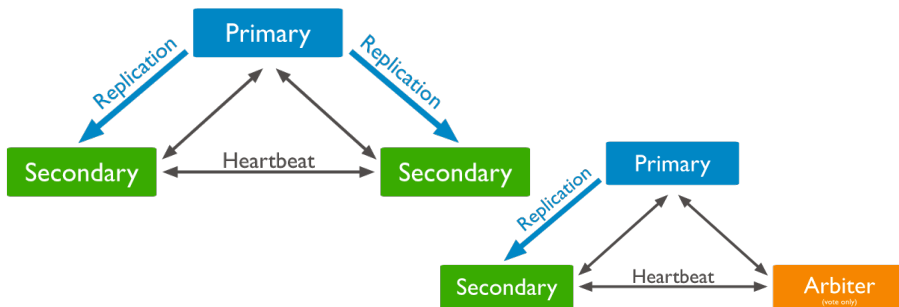 Primary
Replication
Replication
Secondary
Heartbeat
Secondary
Primary
Replication
Secondary
Heartbeat
Arbiter
(vote only)